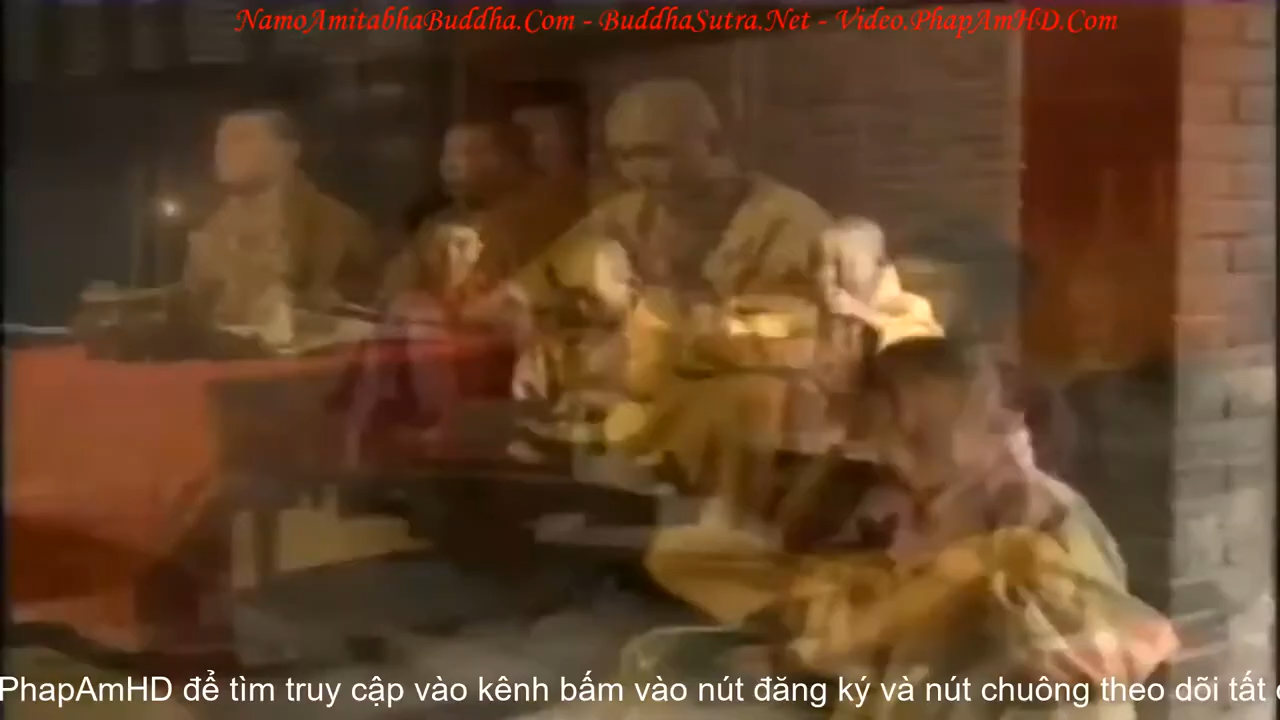 NamoAmitabhaBuddha.Com - BuddhaSutra.Net - Video.PhapAmHD.Com
PhapAmHD để tìm truy cập vào kênh bấm vào nút đăng ký và nút chuông theo dõi tất